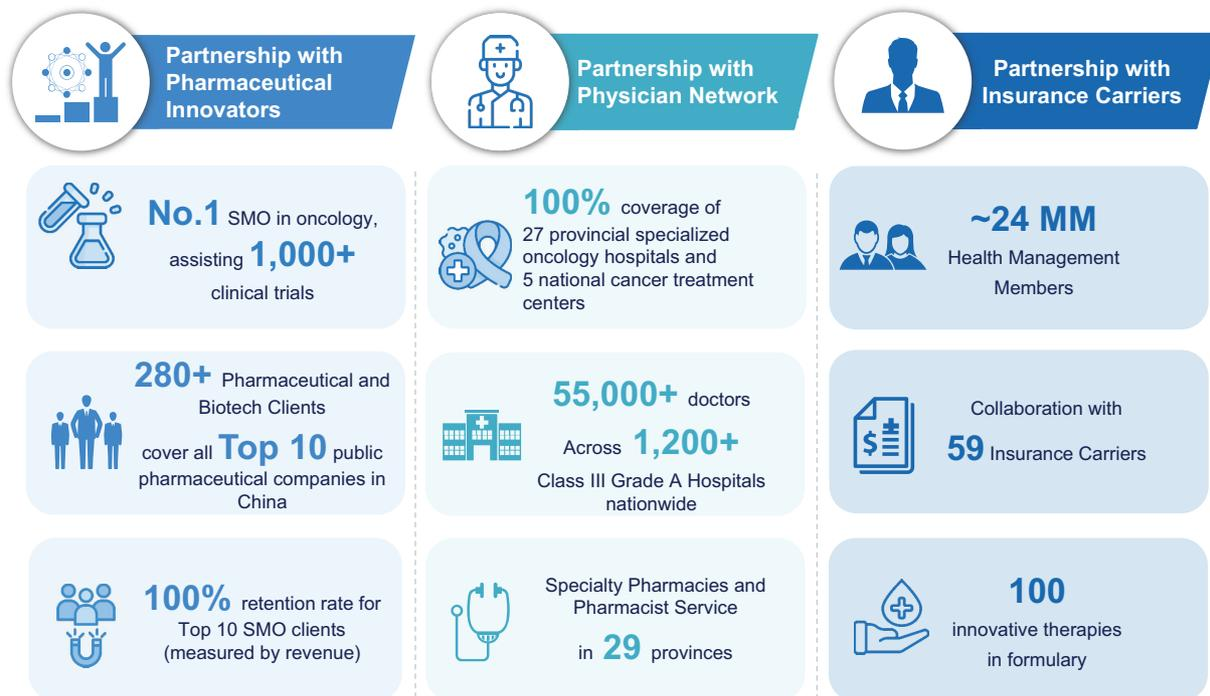 Partnership with
Pharmaceutical
Innovators
No.1 SMO in oncology,
assisting 1,000+
clinical trials
280+ Pharmaceutical and
Biotech Clients
cover all Top 10 public
pharmaceutical companies in
China
100% retention rate for
Top 10 SMO clients
(measured by revenue)
Partnership with
Physician Network
100% coverage of
27 provincial specialized
oncology hospitals and
5 national cancer treatment
centers
55,000+ doctors
Across 1,200+
Class III Grade A Hospitals
nationwide
Specialty Pharmacies and
Pharmacist Service
in 29 provinces
Partnership with
Insurance Carriers
~24 MM
Health Management
Members
$
Collaboration with
59 Insurance Carriers
100
innovative therapies
in formulary